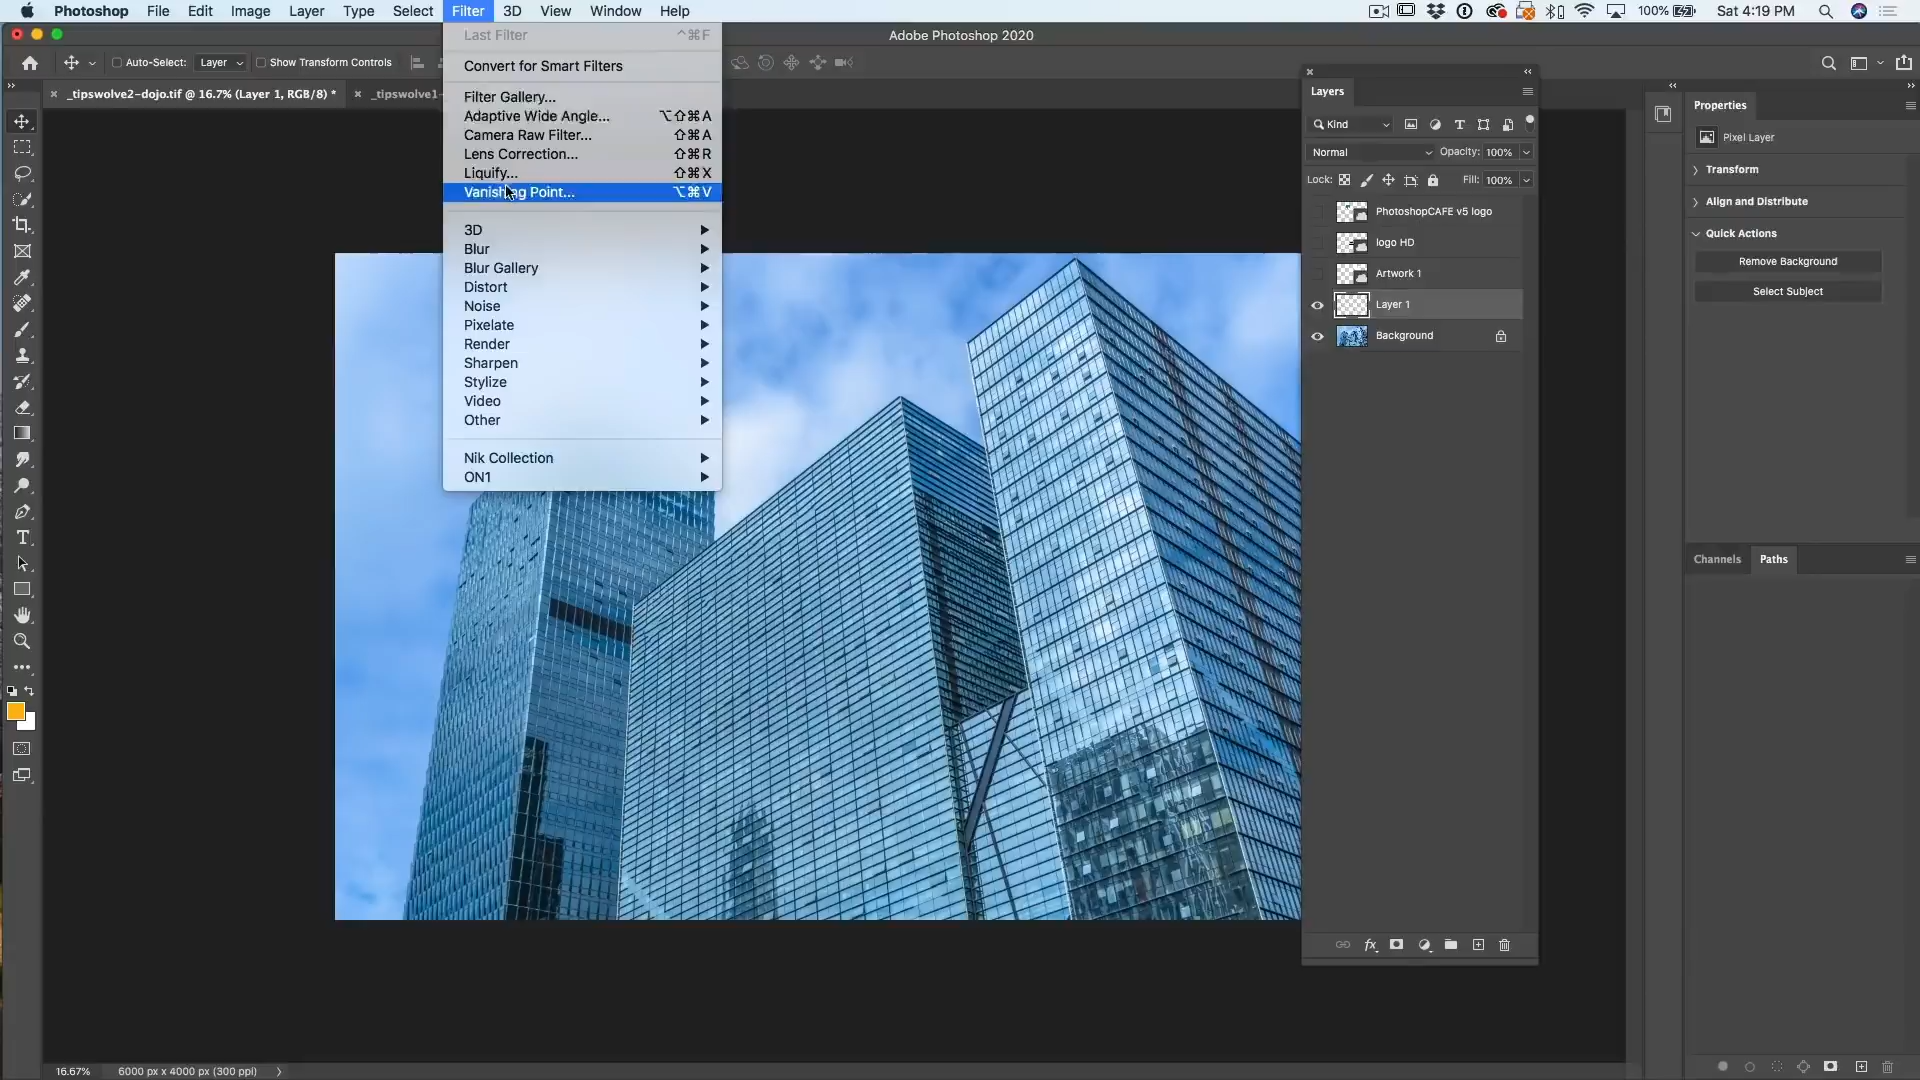 Photoshop File Edit Image Layer Type Select Filter 3D View Window Help 100% Sat 4:19 PM
Adobe Photoshop 2020
Auto-Select: Layer Show Transform Controls
_tipswolve2-dojo.tif @ 16.7% (Layer 1, RGB/8) * _tipswolve1-
Last Filter ^⌘F
Convert for Smart Filters
Filter Gallery...
Adaptive Wide Angle... ⌥⇧⌘A
Camera Raw Filter... ⇧⌘A
Lens Correction... ⇧⌘R
Liquify... ⇧⌘X
Vanishing Point... ⌥⌘V
3D
Blur
Blur Gallery
Distort
Noise
Pixelate
Render
Sharpen
Stylize
Video
Other
Nik Collection
ON1
Layers
Kind
Normal Opacity: 100%
Lock: Fill: 100%
PhotoshopCAFE v5 logo
logo HD
Artwork 1
Layer 1
Background
fx
Properties
Pixel Layer
Transform
Align and Distribute
Quick Actions
Remove Background
Select Subject
Channels Paths
16.67% 6000 px x 4000 px (300 ppi)